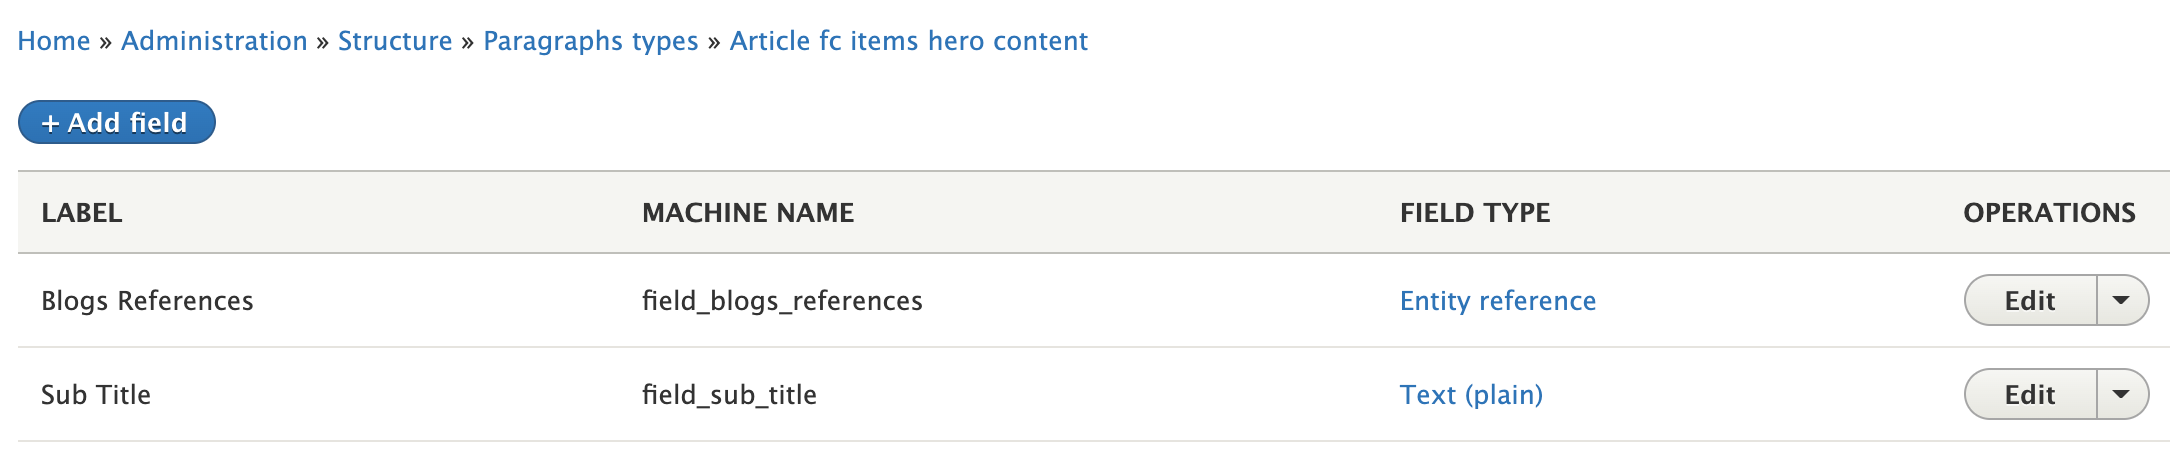 Home » Administration » Structure » Paragraphs types » Article fc items hero content
+ Add field
LABEL MACHINE NAME FIELD TYPE OPERATIONS
Blogs References field_blogs_references Entity reference Edit
Sub Title field_sub_title Text (plain) Edit